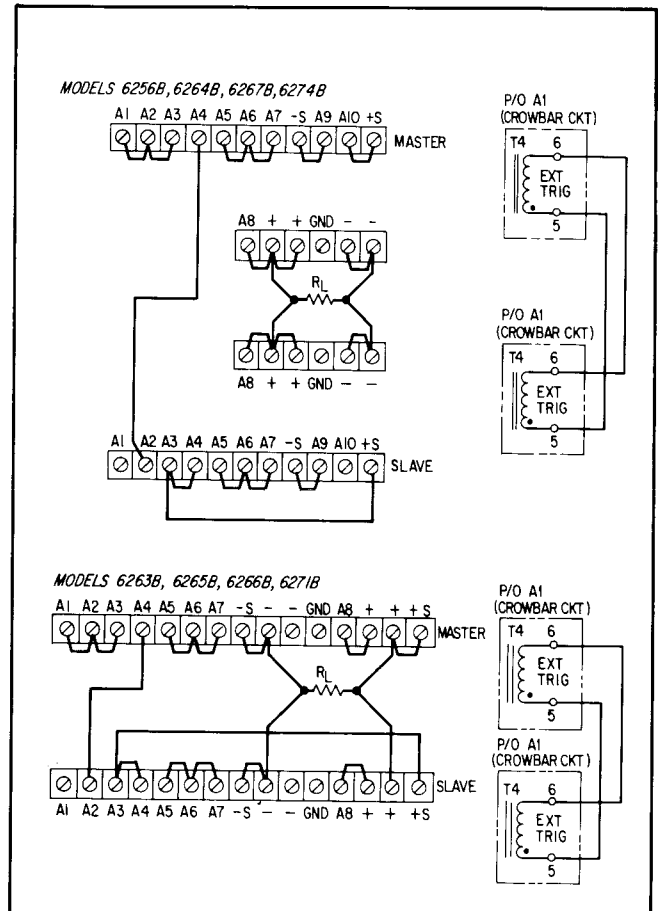 MODELS 6256B, 6264B, 6267B, 6274B
A1 A2 A3 A4 A5 A6 A7 -S A9 A10 +S
MASTER
A8 + + GND - -
RL
A8 + + GND - -
A1 A2 A3 A4 A5 A6 A7 -S A9 A10 +S
SLAVE
P/O A1
(CROWBAR CKT)
T4 6
EXT
TRIG
5
P/O A1
(CROWBAR CKT)
T4 6
EXT
TRIG
5
MODELS 6263B, 6265B, 6266B, 6271B
A1 A2 A3 A4 A5 A6 A7 -S - - GND A8 + + +S
MASTER
RL
SLAVE
A1 A2 A3 A4 A5 A6 A7 -S - - GND A8 + + +S
P/O A1
(CROWBAR CKT)
T4 6
EXT
TRIG
5
P/O A1
(CROWBAR CKT)
T4 6
EXT
TRIG
5